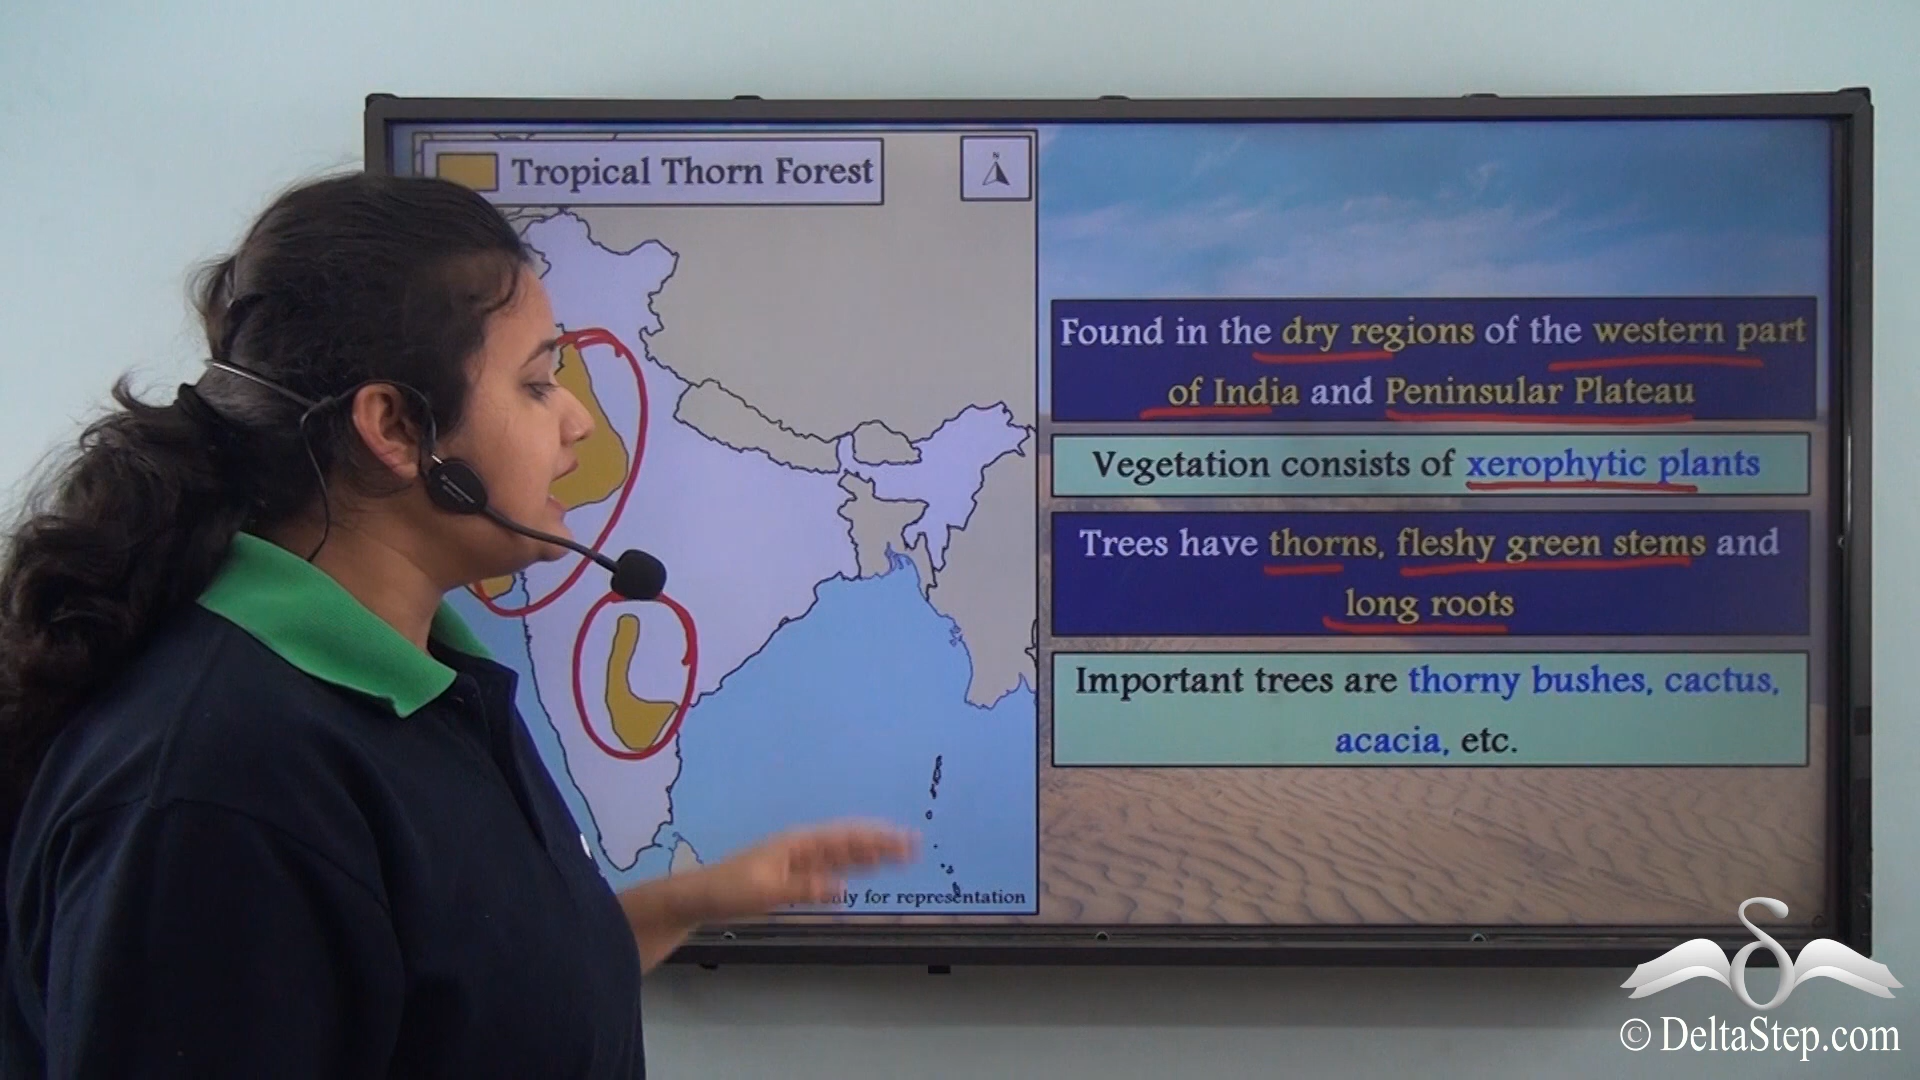 Tropical Thorn Forest
N
Found in the dry regions of the western part
of India and Peninsular Plateau
Vegetation consists of xerophytic plants
Trees have thorns, fleshy green stems and
long roots
Important trees are thorny bushes, cactus,
acacia, etc.
only for representation
© DeltaStep.com